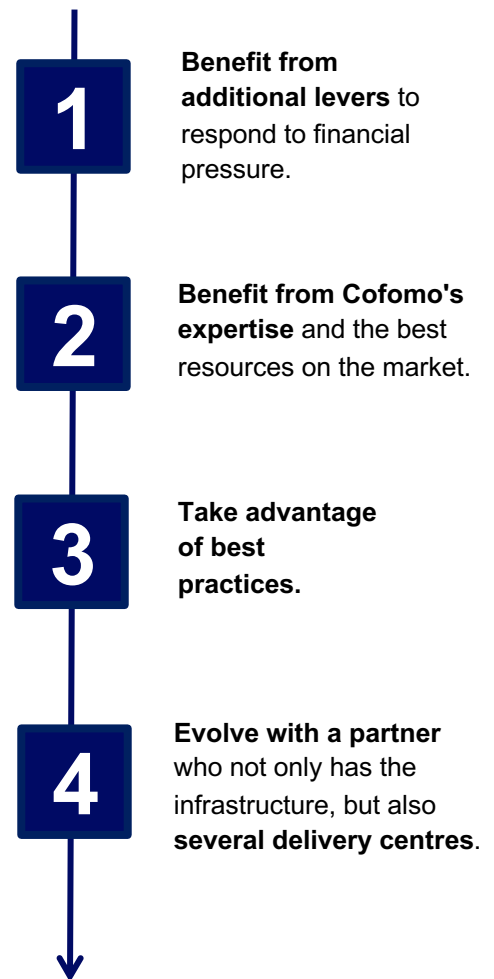 1
Benefit from
additional levers to
respond to financial
pressure.
2
Benefit from Cofomo's
expertise and the best
resources on the market.
3
Take advantage
of best
practices.
4
Evolve with a partner
who not only has the
infrastructure, but also
several delivery centres.